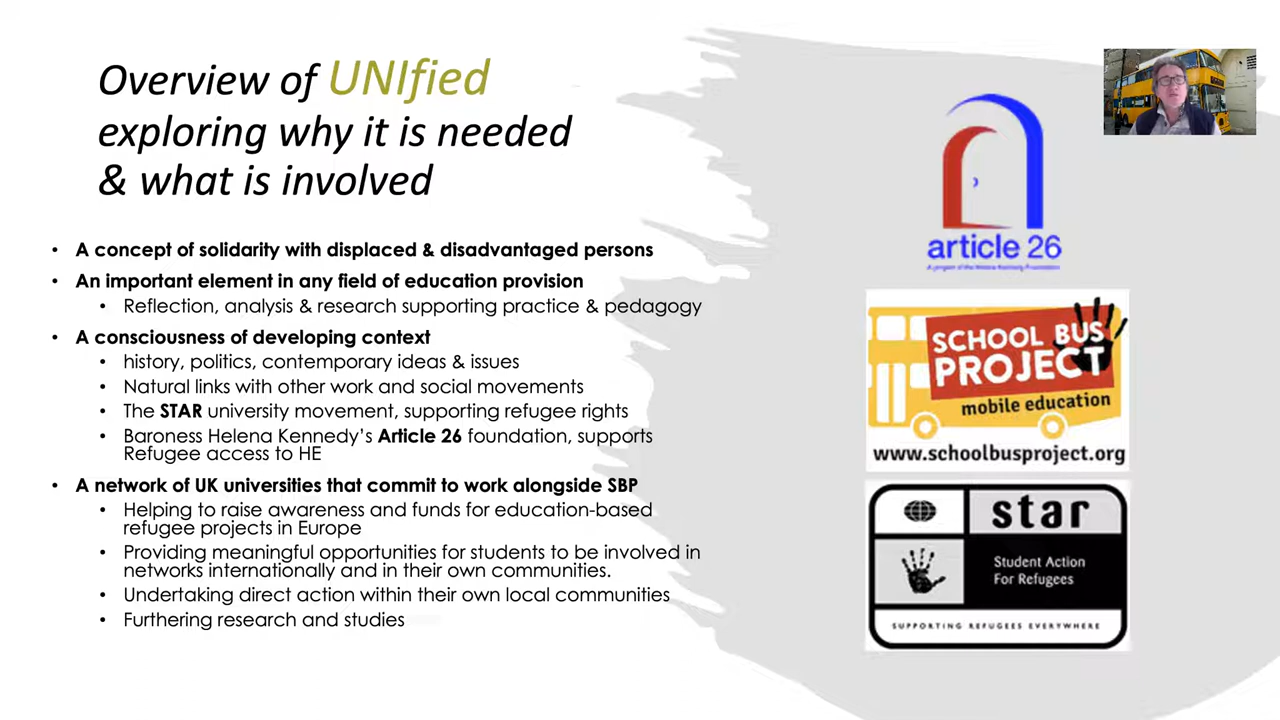 Overview of UNIfied
exploring why it is needed
& what is involved
• A concept of solidarity with displaced & disadvantaged persons
• An important element in any field of education provision
• Reflection, analysis & research supporting practice & pedagogy
• A consciousness of developing context
• history, politics, contemporary ideas & issues
• Natural links with other work and social movements
• The STAR university movement, supporting refugee rights
• Baroness Helena Kennedy's Article 26 foundation, supports
Refugee access to HE
• A network of UK universities that commit to work alongside SBP
• Helping to raise awareness and funds for education-based
refugee projects in Europe
• Providing meaningful opportunities for students to be involved in
networks internationally and in their own communities.
• Undertaking direct action within their own local communities
• Furthering research and studies
article 26
A program of the Helena Kennedy Foundation
SCHOOL BUS
PROJECT
mobile education
www.schoolbusproject.org
star
Student Action
For Refugees
SUPPORTING REFUGEES EVERYWHERE